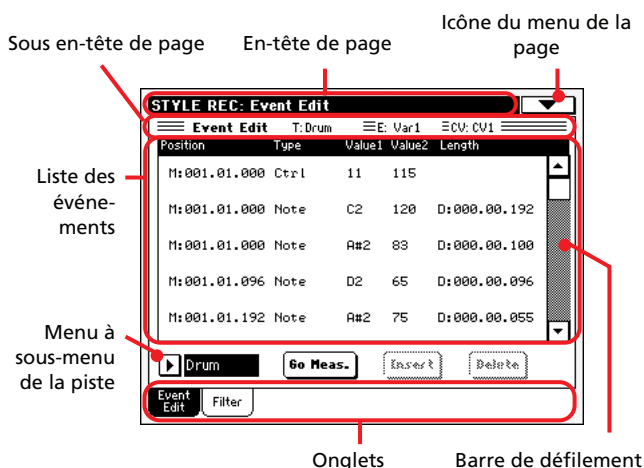 Icône du menu de la
page
Sous en-tête de page
En-tête de page
STYLE REC: Event Edit
Event Edit T:Drum E: Var1 CV: CV1
Position Type Value1 Value2 Length
M:001.01.000 Ctrl 11 115
M:001.01.000 Note C2 120 D:000.00.192
M:001.01.000 Note A#2 83 D:000.00.100
M:001.01.096 Note D2 65 D:000.00.096
M:001.01.192 Note A#2 75 D:000.00.055
Liste des
événe-
ments
Menu à
sous-menu
de la piste
Drum Go Meas. Insert Delete
Event
Edit
Filter
Onglets
Barre de défilement